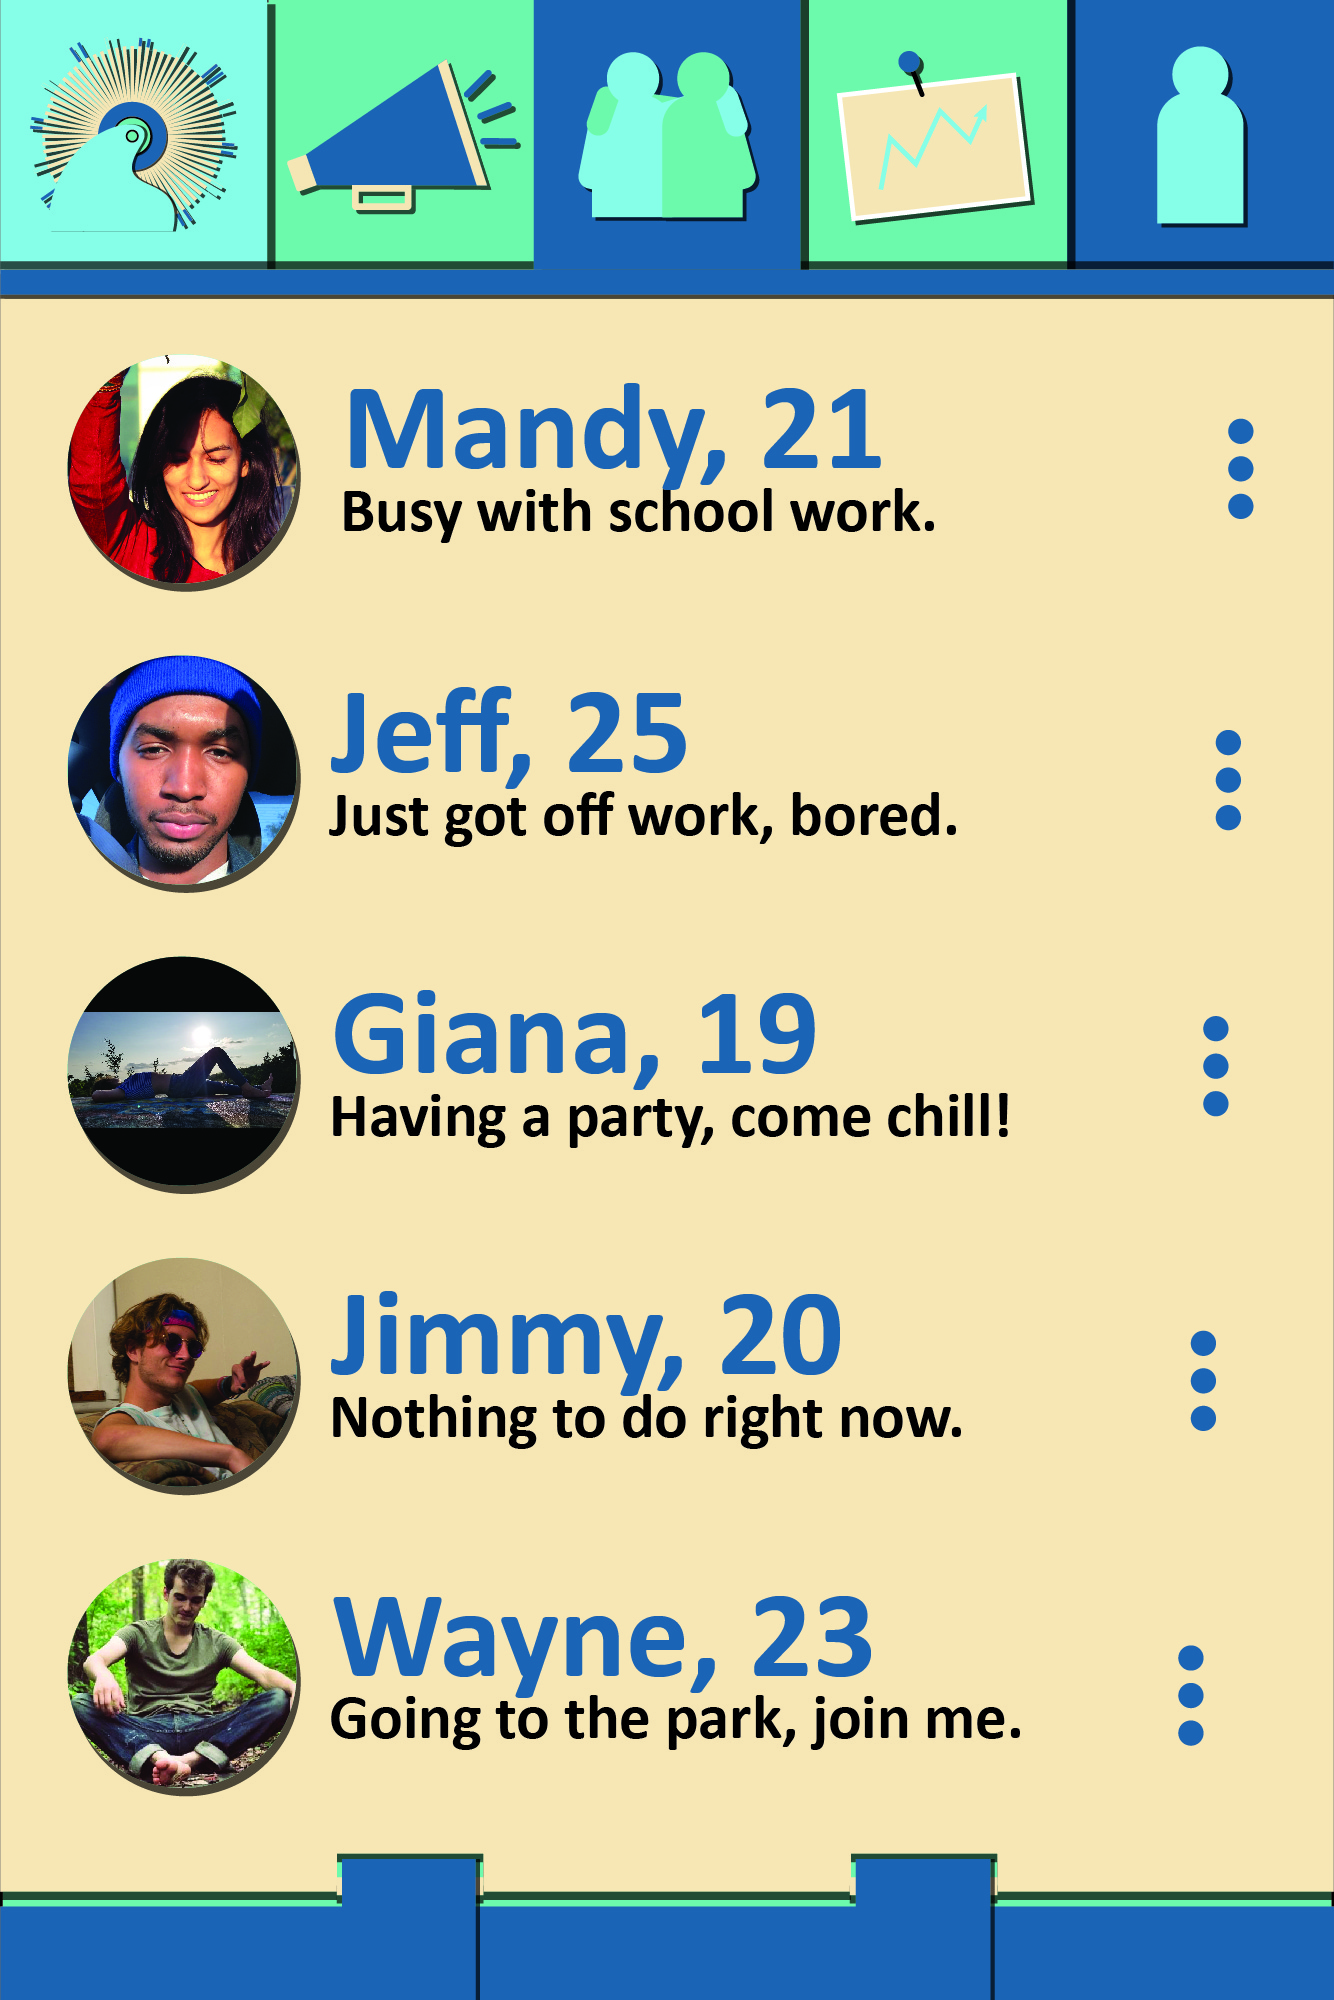 Mandy, 21
Busy with school work.
Jeff, 25
Just got off work, bored.
Giana, 19
Having a party, come chill!
Jimmy, 20
Nothing to do right now.
Wayne, 23
Going to the park, join me.